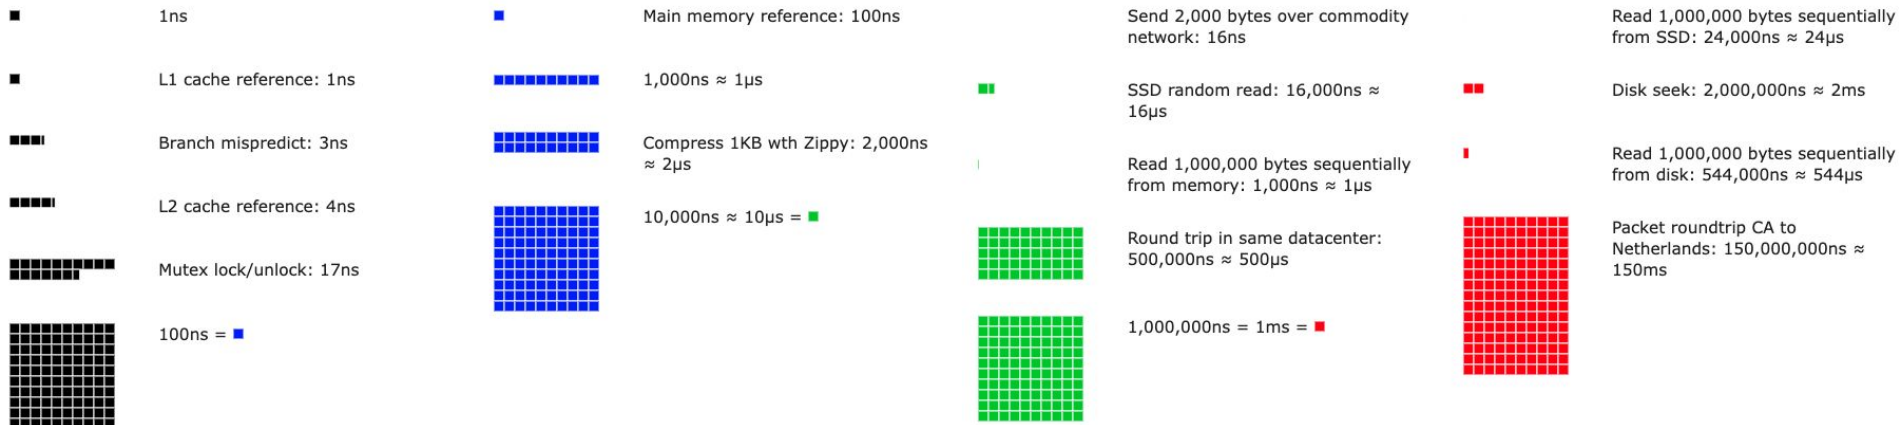 1ns
L1 cache reference: 1ns
Branch mispredict: 3ns
L2 cache reference: 4ns
Mutex lock/unlock: 17ns
100ns =
Main memory reference: 100ns
1,000ns ≈ 1μs
Compress 1KB wth Zippy: 2,000ns
≈ 2μs
10,000ns ≈ 10μs =
Send 2,000 bytes over commodity
network: 16ns
SSD random read: 16,000ns ≈
16μs
Read 1,000,000 bytes sequentially
from memory: 1,000ns ≈ 1μs
Round trip in same datacenter:
500,000ns ≈ 500μs
1,000,000ns = 1ms =
Read 1,000,000 bytes sequentially
from SSD: 24,000ns ≈ 24μs
Disk seek: 2,000,000ns ≈ 2ms
Read 1,000,000 bytes sequentially
from disk: 544,000ns ≈ 544μs
Packet roundtrip CA to
Netherlands: 150,000,000ns ≈
150ms